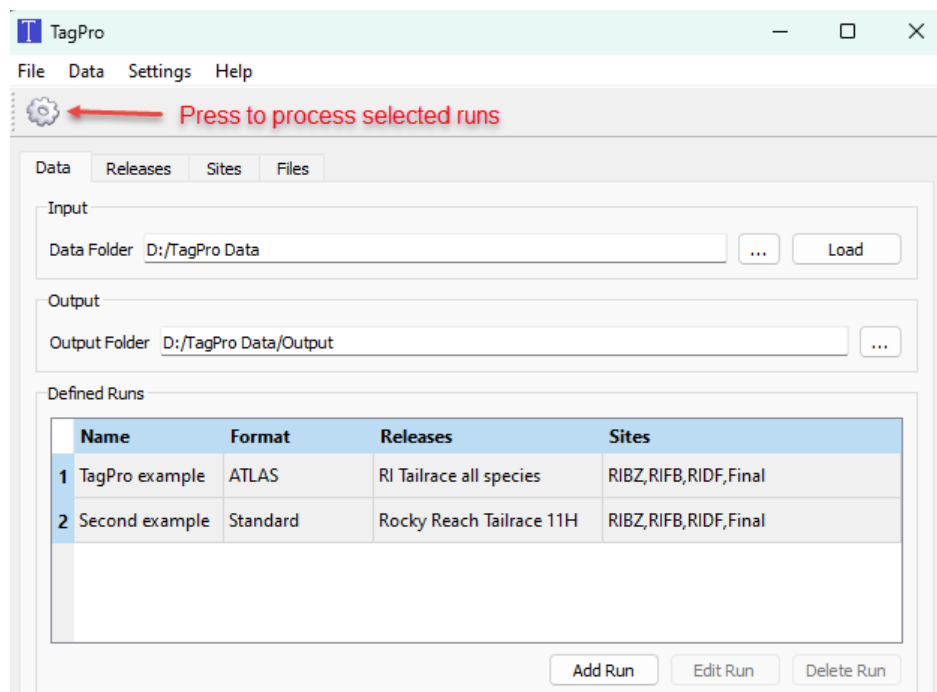 TagPro
File Data Settings Help
Press to process selected runs
Data Releases Sites Files
Input
Data Folder D:/TagPro Data ... Load
Output
Output Folder D:/TagPro Data/Output ...
Defined Runs
Name Format Releases Sites
1 TagPro example ATLAS RI Tailrace all species RIBZ,RIFB,RIDF,Final
2 Second example Standard Rocky Reach Tailrace 11H RIBZ,RIFB,RIDF,Final
Add Run Edit Run Delete Run